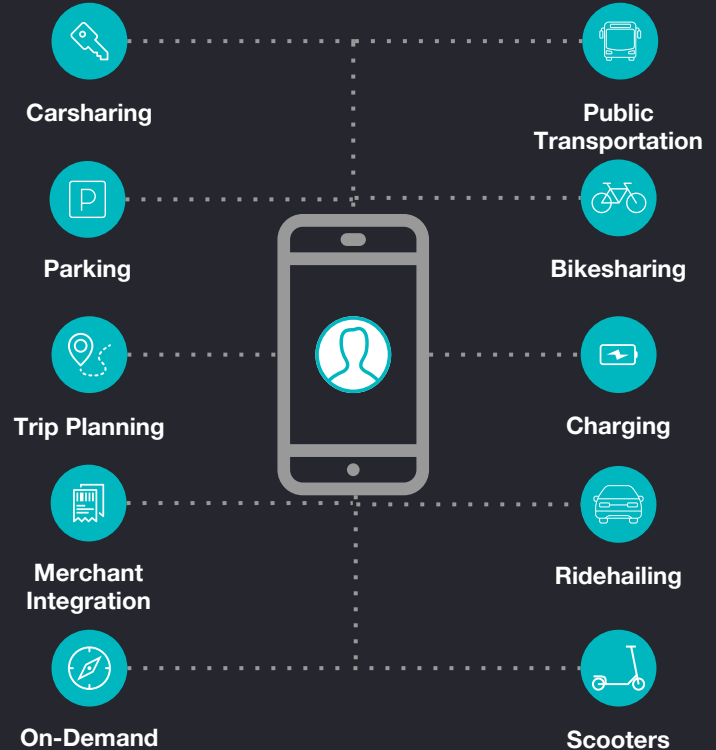 Carsharing
Public
Transportation
P
Parking
Bikesharing
Trip Planning
Charging
Merchant
Integration
Ridehailing
On-Demand
Scooters